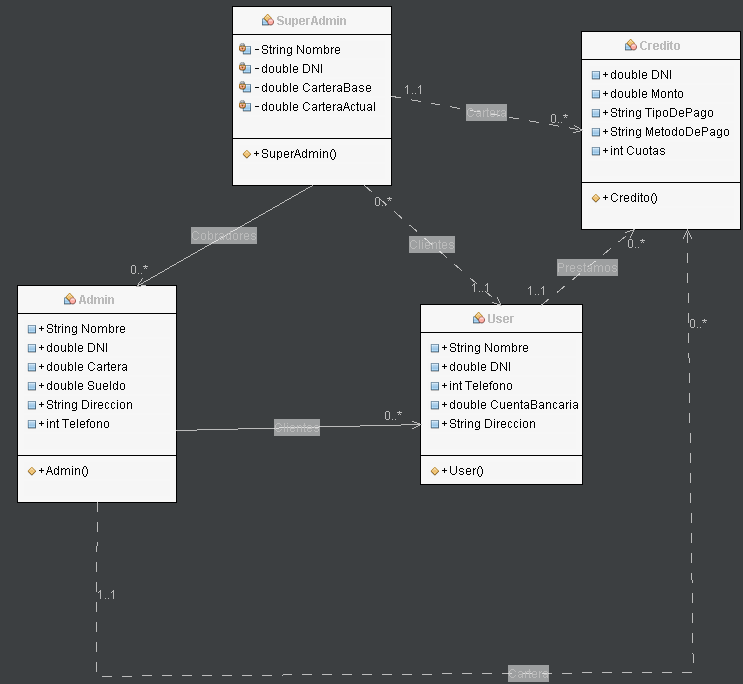 SuperAdmin
-String Nombre
-double DNI
-double CarteraBase
-double CarteraActual
+SuperAdmin()
Credito
+double DNI
+double Monto
+String TipoDePago
+String MetodoDePago
+int Cuotas
+Credito()
1..1
Cartera
0..*
Cobradores
0..*
0..*
Clientes
1..1
Prestamos
1..1
0..*
Admin
+String Nombre
+double DNI
+double Cartera
+double Sueldo
+String Direccion
+int Telefono
+Admin()
User
+String Nombre
+double DNI
+int Telefono
+double CuentaBancaria
+String Direccion
+User()
Clientes
0..*
0..*
1..1
Cartera